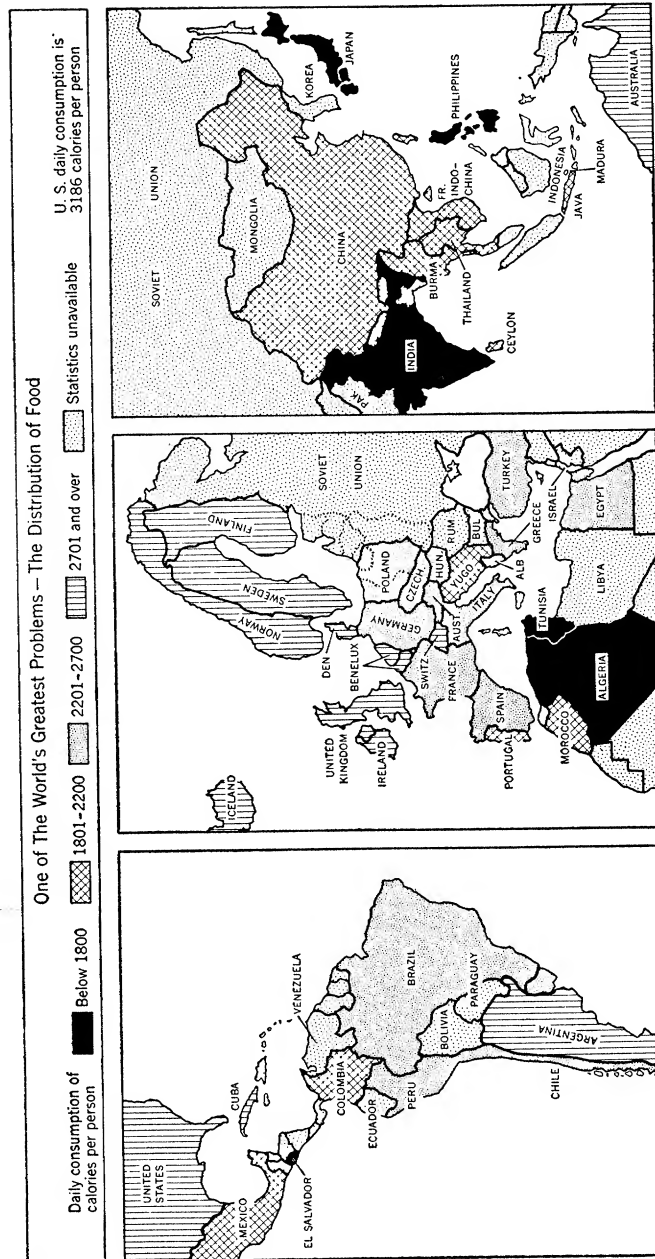 One of The World's Greatest Problems — The Distribution of Food
Daily consumption of
calories per person
Below 1800
1801-2200
2201-2700
2701 and over
Statistics unavailable
U. S. daily consumption is
3186 calories per person
UNITED
STATES
MEXICO
CUBA
EL SALVADOR
VENEZUELA
COLOMBIA
ECUADOR
PERU
BRAZIL
BOLIVIA
PARAGUAY
CHILE
ARGENTINA
ICELAND
NORWAY
SWEDEN
FINLAND
UNITED
KINGDOM
IRELAND
DEN
BENELUX
GERMANY
POLAND
SOVIET
UNION
CZECH
SWITZ
AUST
HUN
RUM
FRANCE
YUGO
BUL
ITALY
ALB
PORTUGAL
SPAIN
GREECE
TURKEY
ISRAEL
MOROCCO
ALGERIA
TUNISIA
LIBYA
EGYPT
SOVIET
UNION
MONGOLIA
KOREA
JAPAN
CHINA
PAK
INDIA
BURMA
THAILAND
FR.
INDO-
CHINA
PHILIPPINES
CEYLON
INDONESIA
JAVA
MADURA
AUSTRALIA